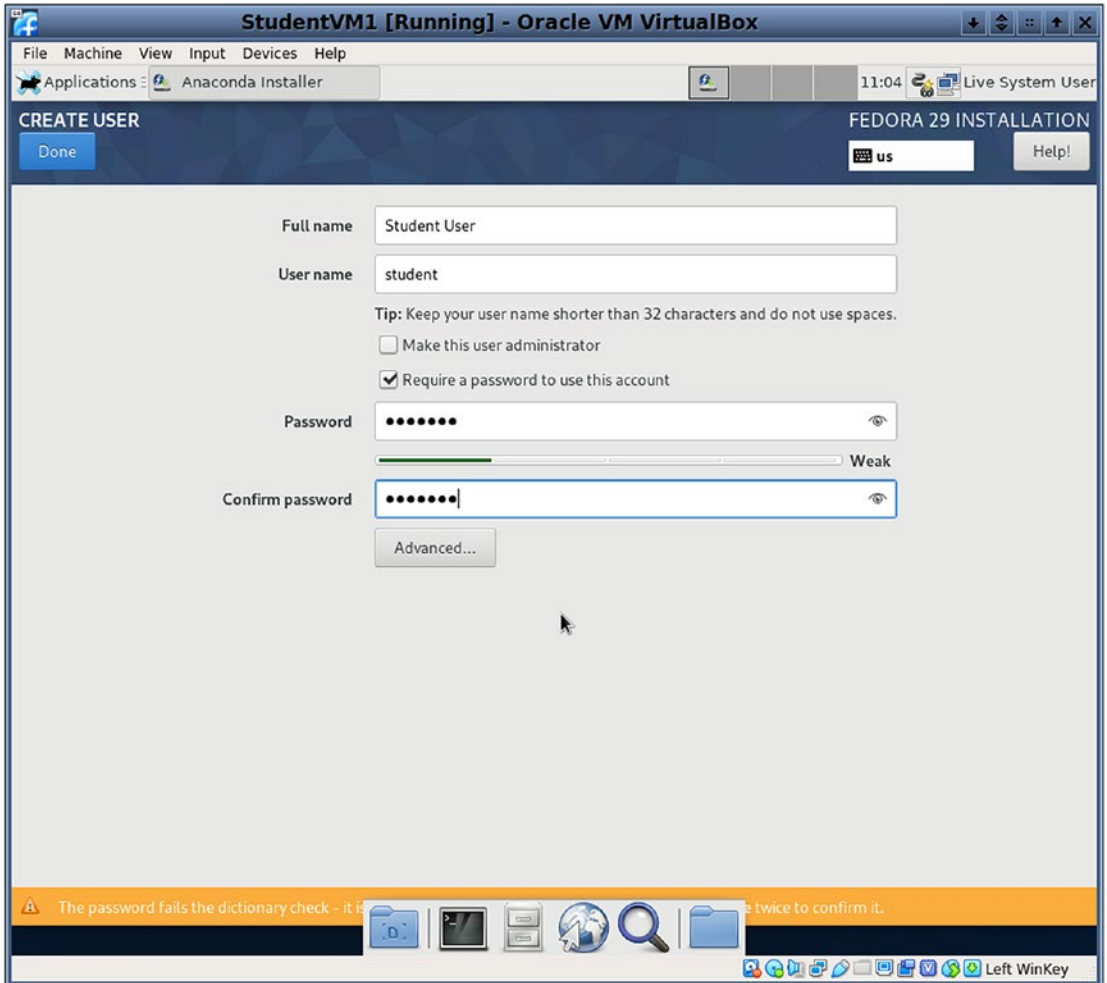 StudentVM1 [Running] - Oracle VM VirtualBox
File Machine View Input Devices Help
Applications Anaconda Installer 11:04 Live System User
CREATE USER FEDORA 29 INSTALLATION
Done us Help!
Full name Student User
User name student
Tip: Keep your user name shorter than 32 characters and do not use spaces.
Make this user administrator
Require a password to use this account
Password •••••••
Weak
Confirm password •••••••
Advanced...
The password fails the dictionary check - it is twice to confirm it.
Left WinKey